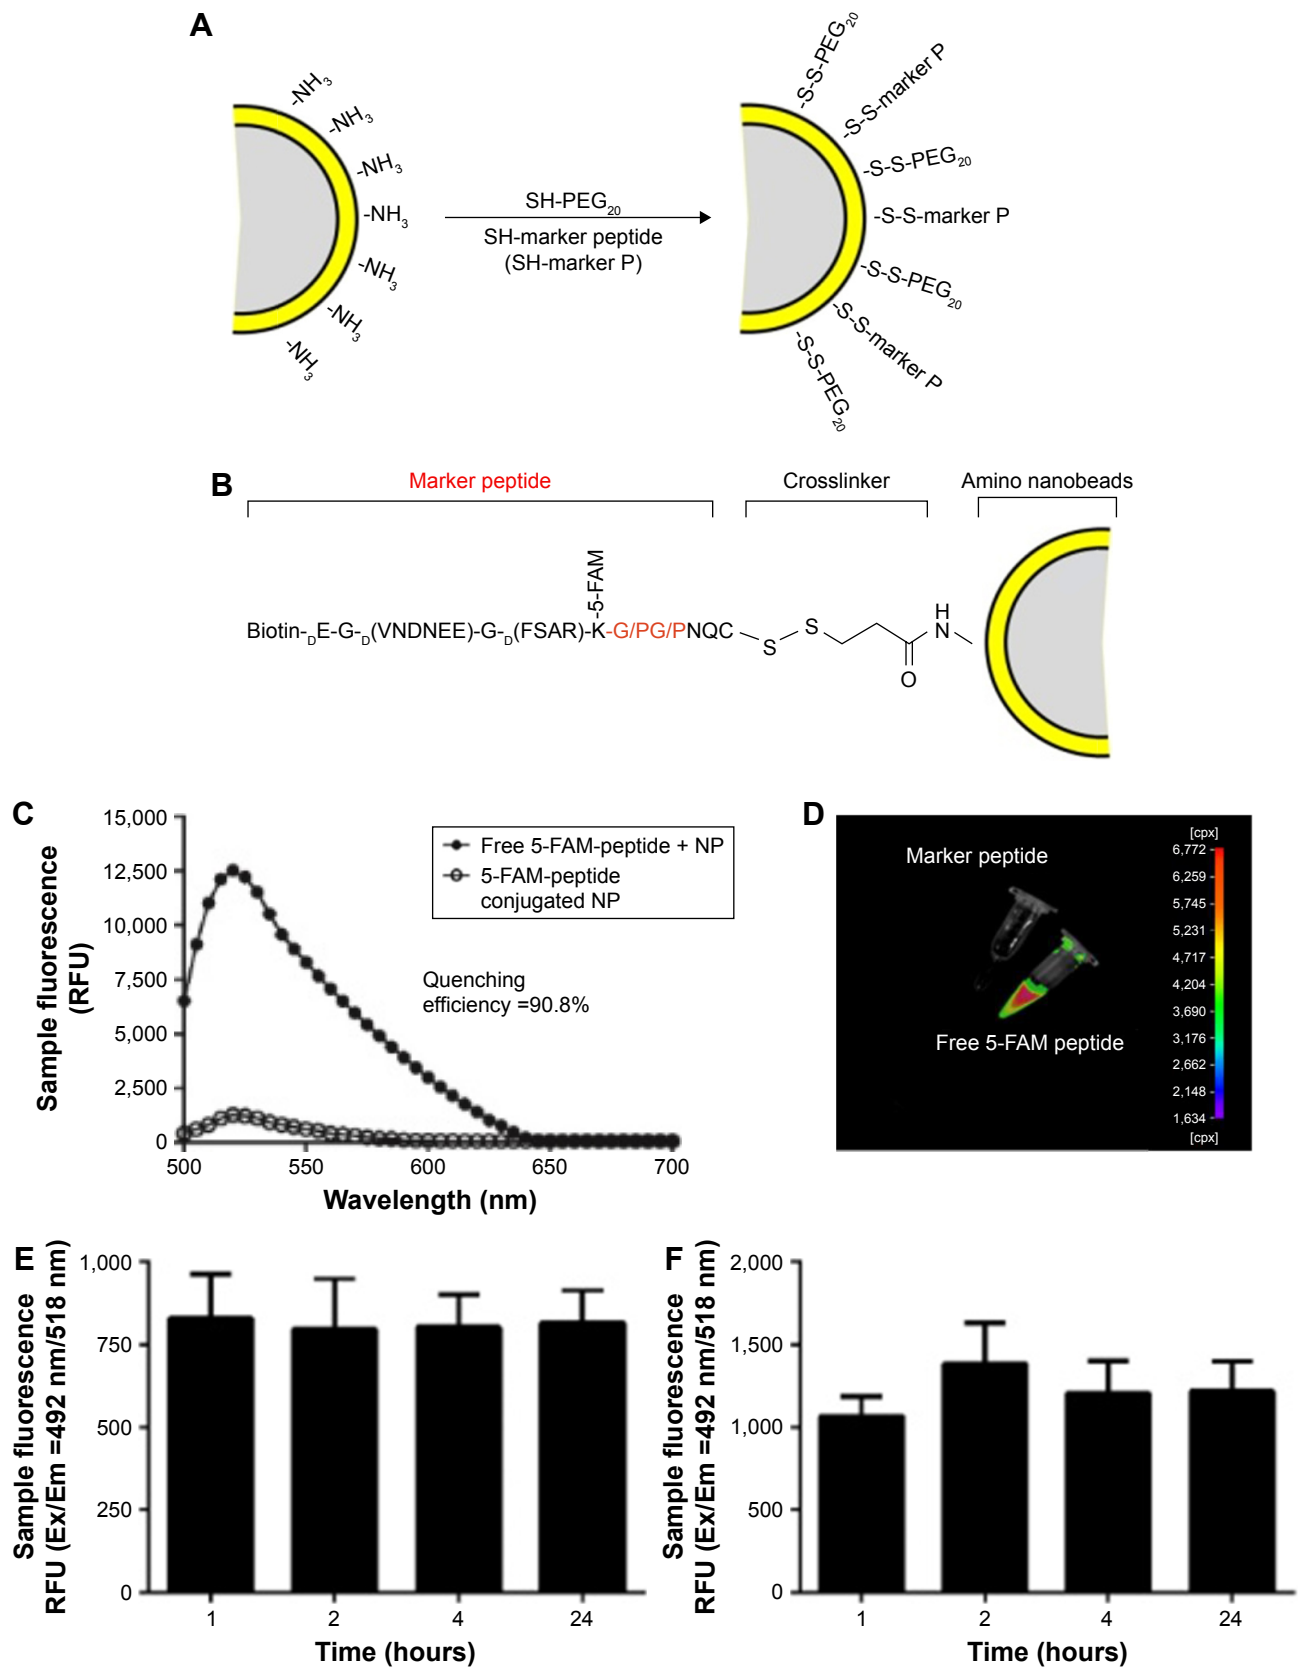 A
-NH3
-NH3
-NH3
-NH3
-NH3
-NH3
-NH3
SH-PEG20
SH-marker peptide
(SH-marker P)
-S-S-PEG20
-S-S-marker P
-S-S-PEG20
-S-S-marker P
-S-S-PEG20
-S-S-marker P
-S-S-PEG20
B
Marker peptide
Crosslinker
Amino nanobeads
-5-FAM
Biotin-DE-G-D(VNDNEE)-G-D(FSAR)-K-G/PG/PNQC
S
S
O
H
N
C
Sample fluorescence
(RFU)
15,000
12,500
10,000
7,500
5,000
2,500
0
500
550
600
650
700
Wavelength (nm)
Free 5-FAM-peptide + NP
5-FAM-peptide
conjugated NP
Quenching
efficiency =90.8%
D
Marker peptide
Free 5-FAM peptide
[cpx]
6,772
6,259
5,745
5,231
4,717
4,204
3,690
3,176
2,662
2,148
1,634
[cpx]
E
Sample fluorescence
RFU (Ex/Em =492 nm/518 nm)
1,000
750
500
250
0
1
2
4
24
Time (hours)
F
Sample fluorescence
RFU (Ex/Em =492 nm/518 nm)
2,000
1,500
1,000
500
0
1
2
4
24
Time (hours)